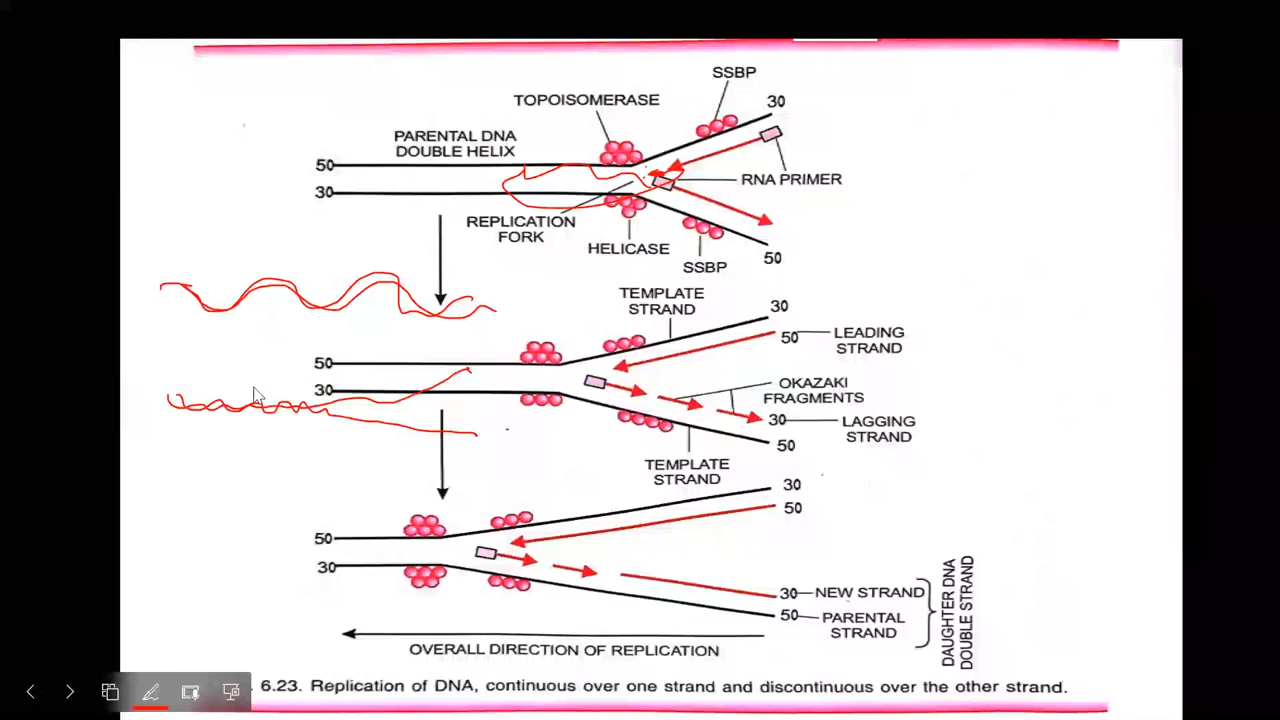 SSBP
TOPOISOMERASE
30
PARENTAL DNA
DOUBLE HELIX
50
30
RNA PRIMER
REPLICATION
FORK
HELICASE
SSBP
50
TEMPLATE
STRAND
30
50
LEADING
STRAND
50
30
OKAZAKI
FRAGMENTS
30
LAGGING
STRAND
50
TEMPLATE
STRAND
30
50
50
30
30
NEW STRAND
50
PARENTAL
STRAND
DAUGHTER DNA
DOUBLE STRAND
OVERALL DIRECTION OF REPLICATION
. 6.23. Replication of DNA, continuous over one strand and discontinuous over the other strand.